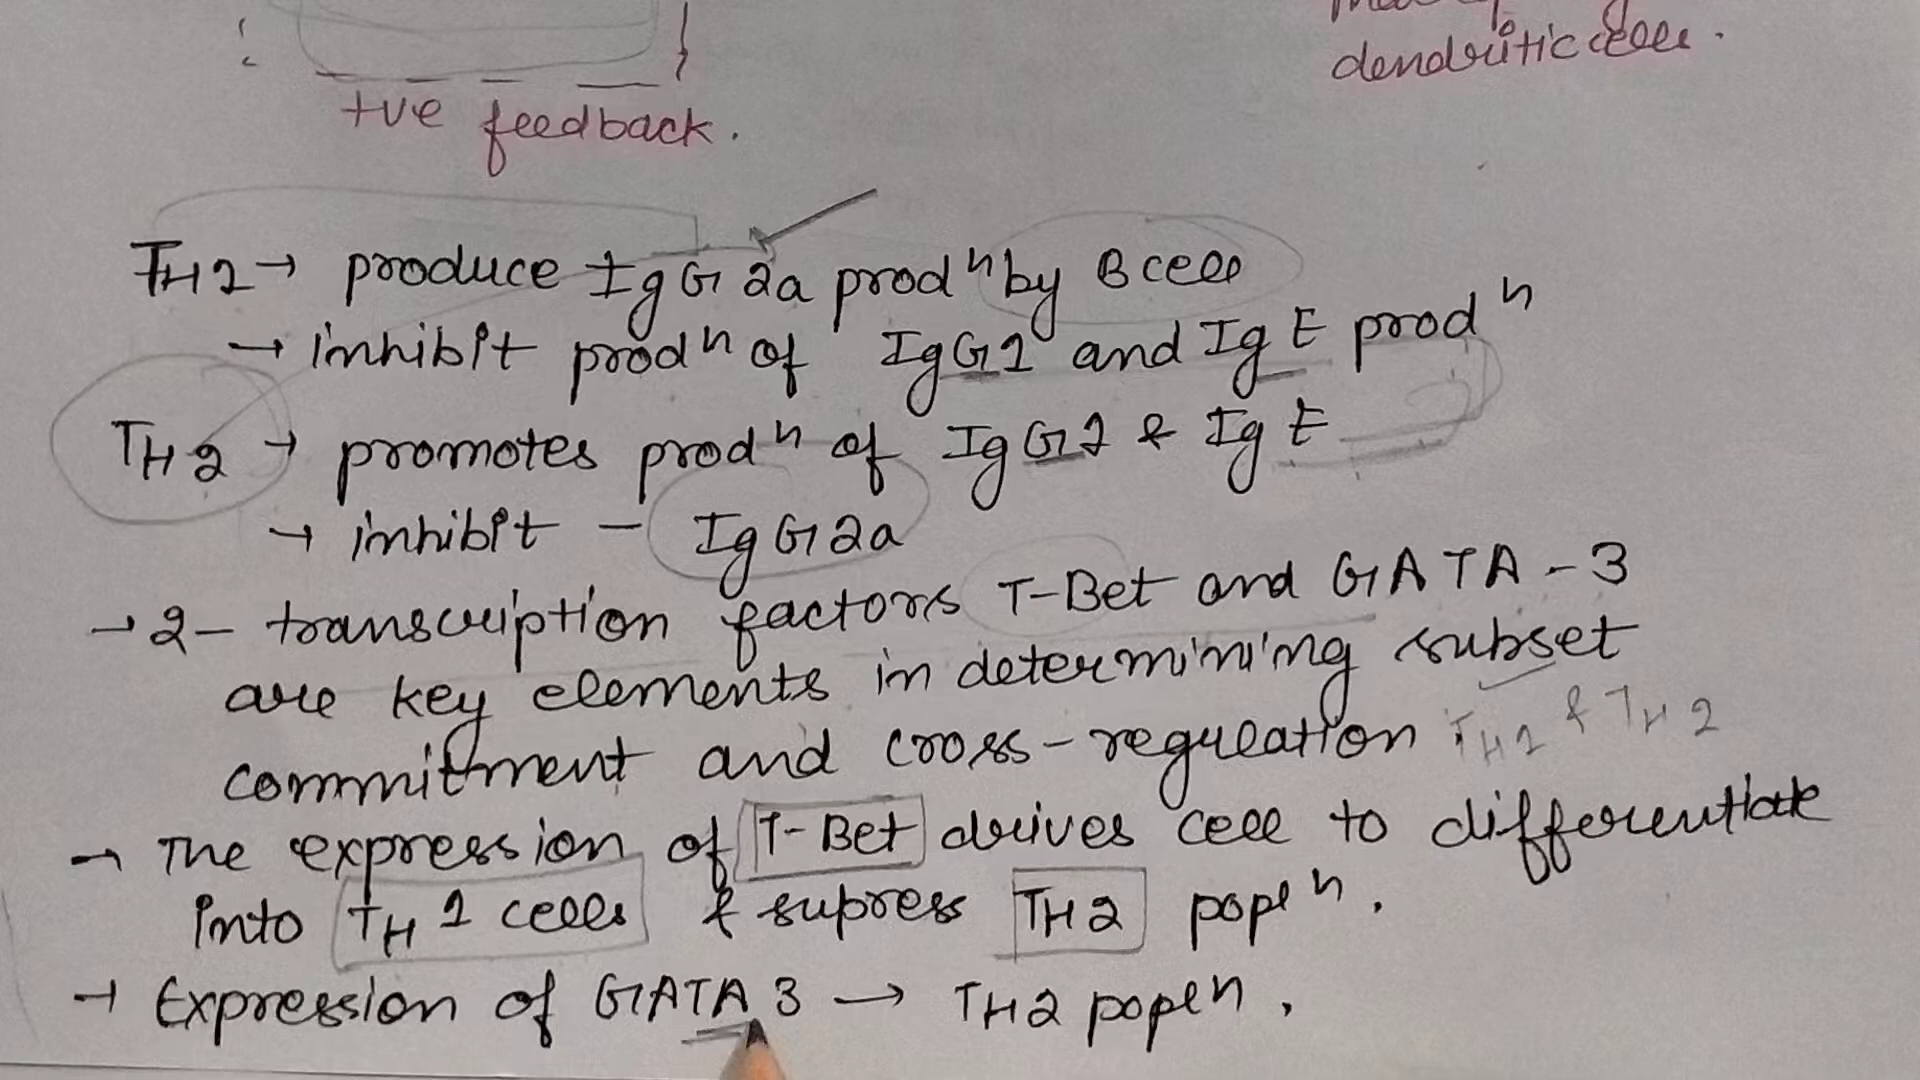 dendritic cells.
+ve feedback.
TH1 → produce IgG2a prodⁿ by B cells
→ inhibit prodⁿ of IgG1 and IgE prodⁿ
TH2 → promotes prodⁿ of IgG1 & IgE
→ inhibit – IgG2a
→ 2 – transcription factors T-Bet and GATA-3
are key elements in determining subset
commitment and cross-regulation TH1 & TH2
→ The expression of T-Bet drives cell to differentiate
into TH1 cells & supress TH2 poplⁿ.
→ Expression of GATA 3 → TH2 poplⁿ.